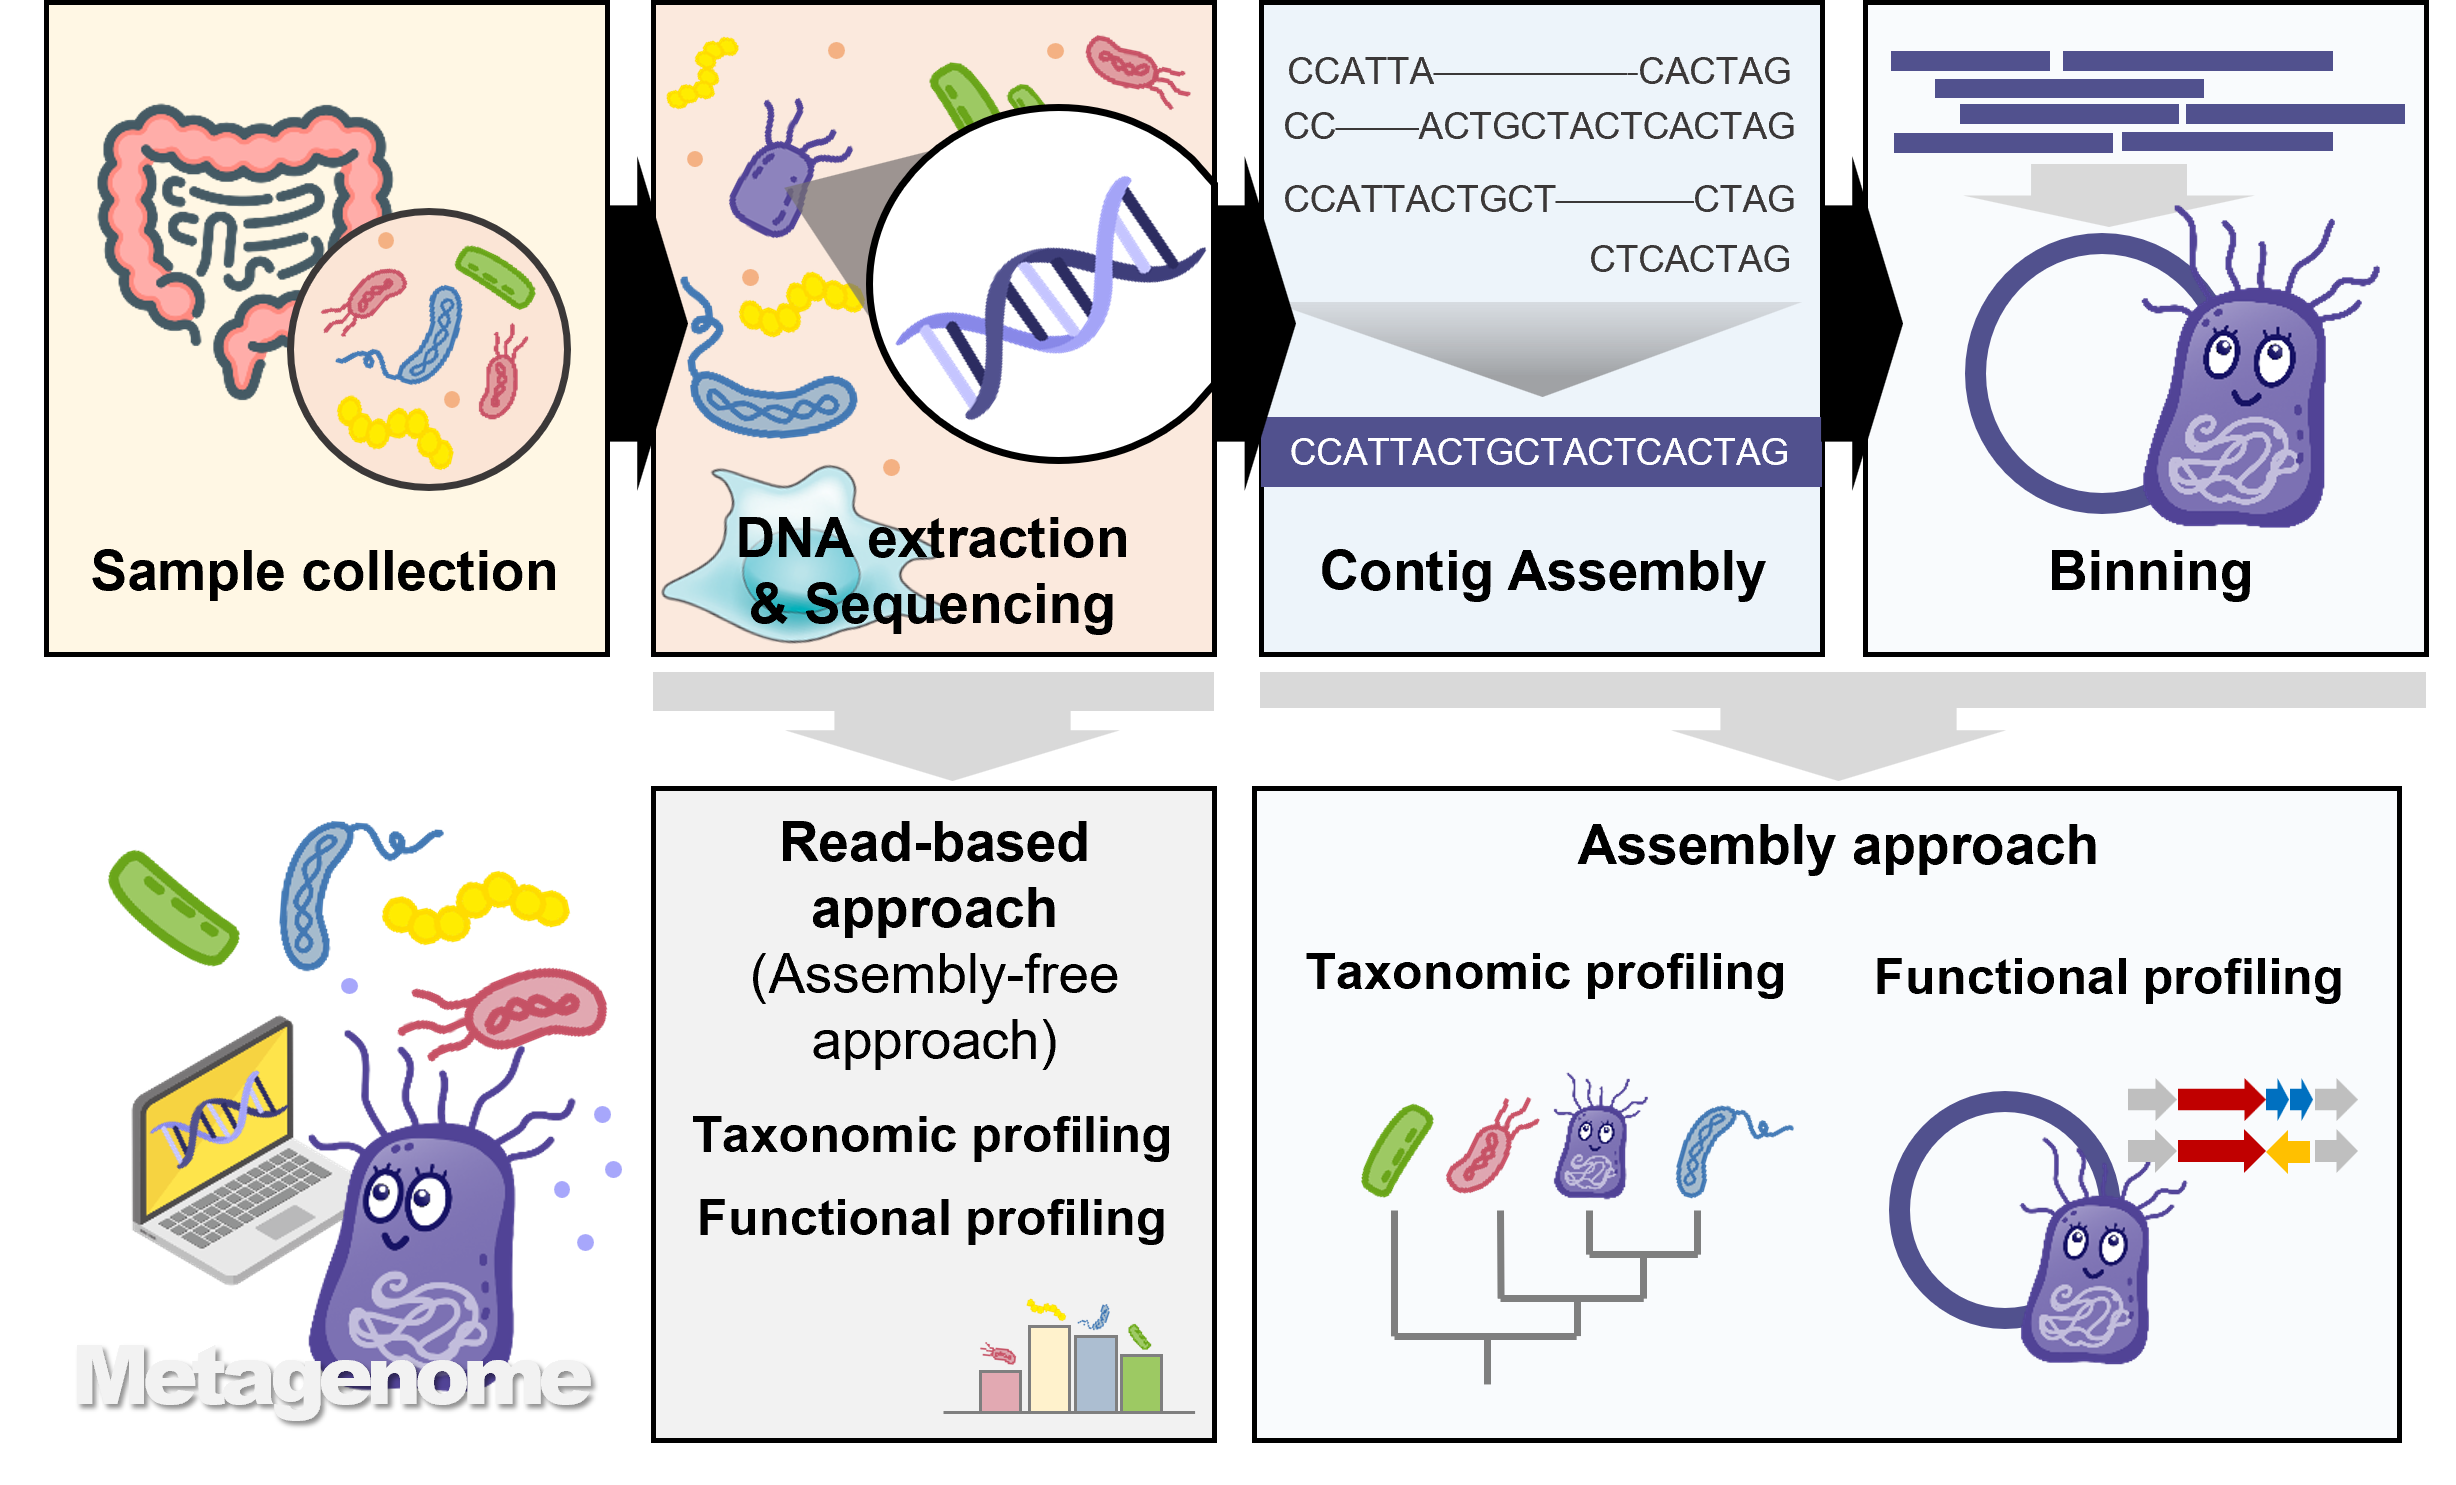 Sample collection
DNA extraction
& Sequencing
CCATTA—————-CACTAG
CC——ACTGCTACTCACTAG
CCATTACTGCT————CTAG
CTCACTAG
CCATTACTGCTACTCACTAG
Contig Assembly
Binning
Metagenome
Read-based
approach
(Assembly-free
approach)
Taxonomic profiling
Functional profiling
Assembly approach
Taxonomic profiling
Functional profiling